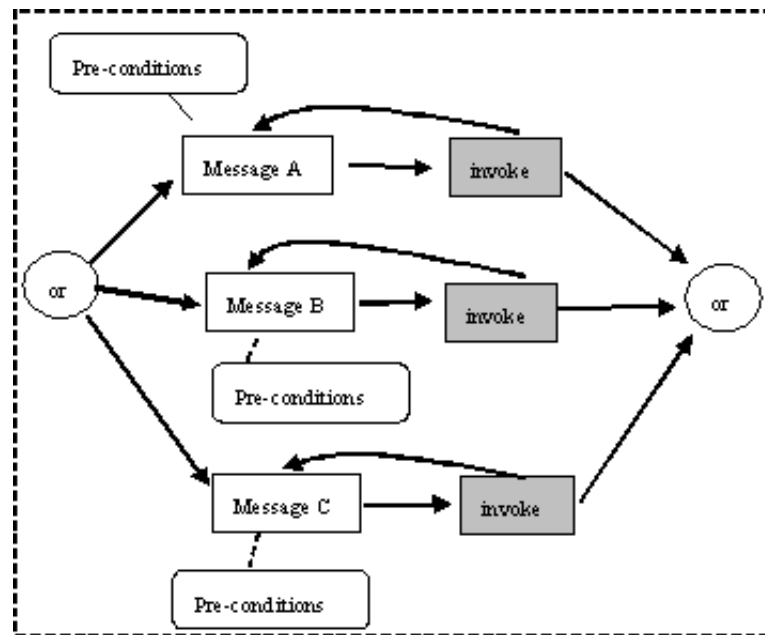 Pre-conditions
Message A
invoke
or
Message B
invoke
or
Pre-conditions
Message C
invoke
Pre-conditions